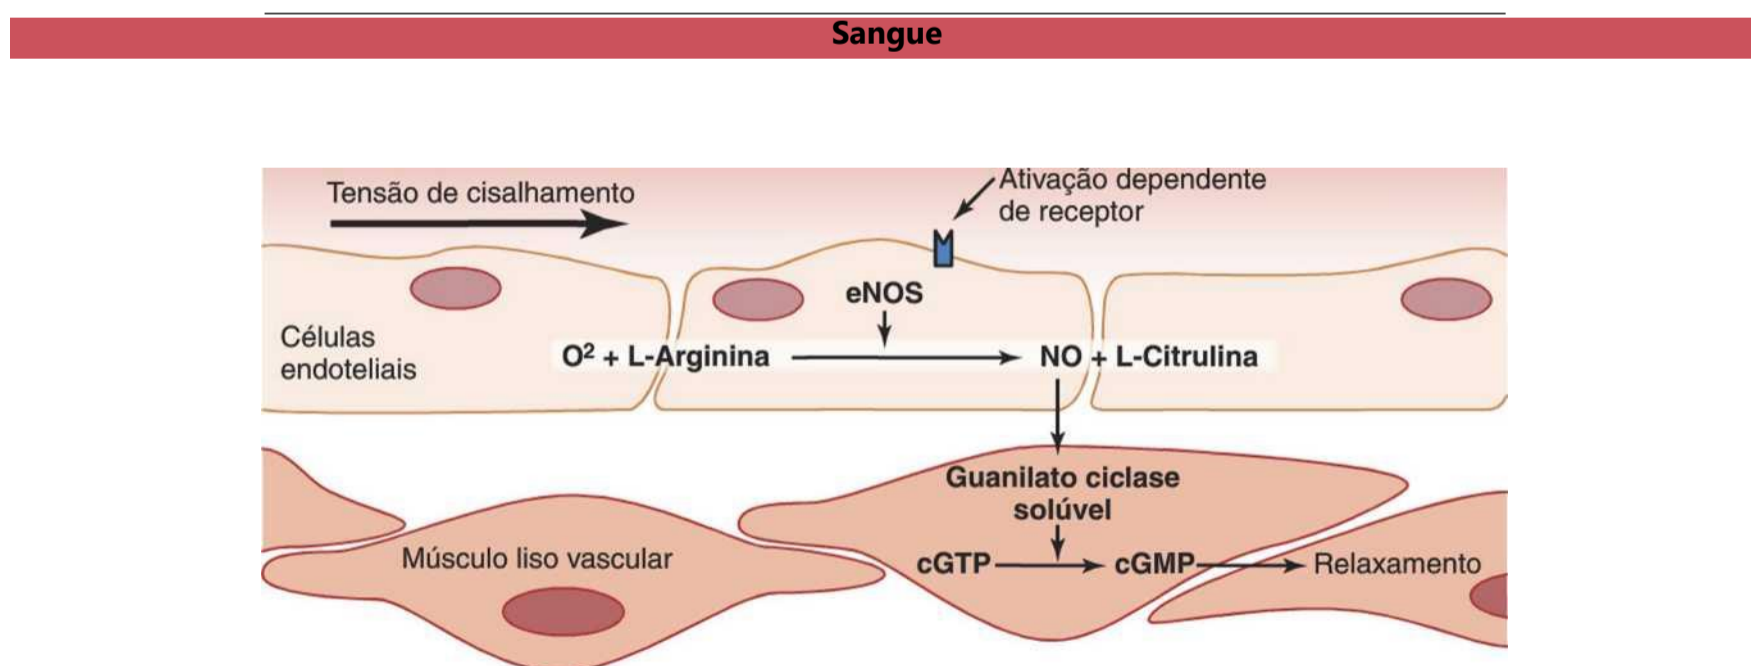 Sangue
Tensão de cisalhamento
Ativação dependente
de receptor
eNOS
Células
endoteliais
O² + L-Arginina
NO + L-Citrulina
Guanilato ciclase
solúvel
Músculo liso vascular
cGTP
cGMP
Relaxamento